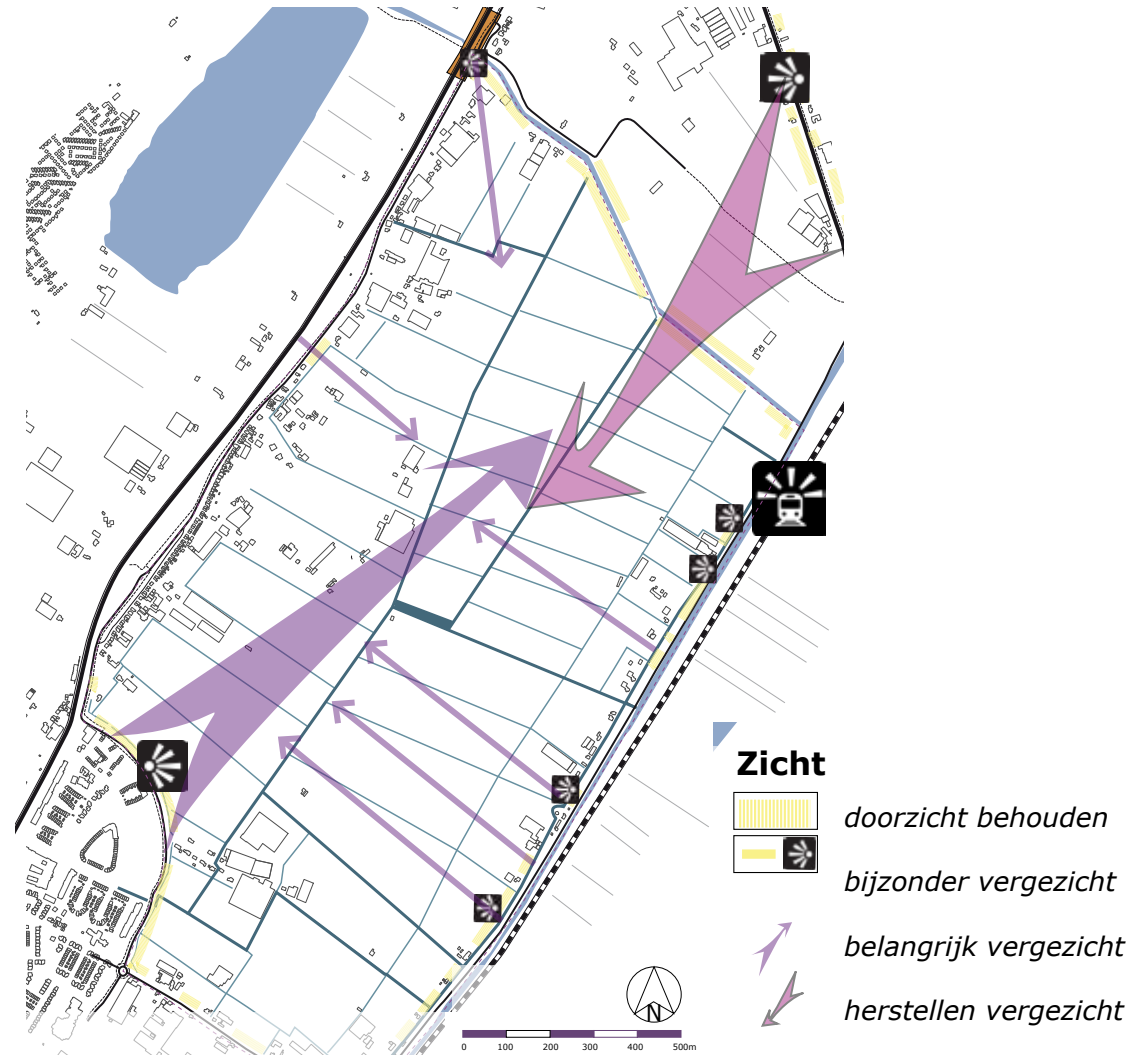 Zicht
doorzicht behouden
bijzonder vergezicht
belangrijk vergezicht
herstellen vergezicht
N
0 100 200 300 400 500m